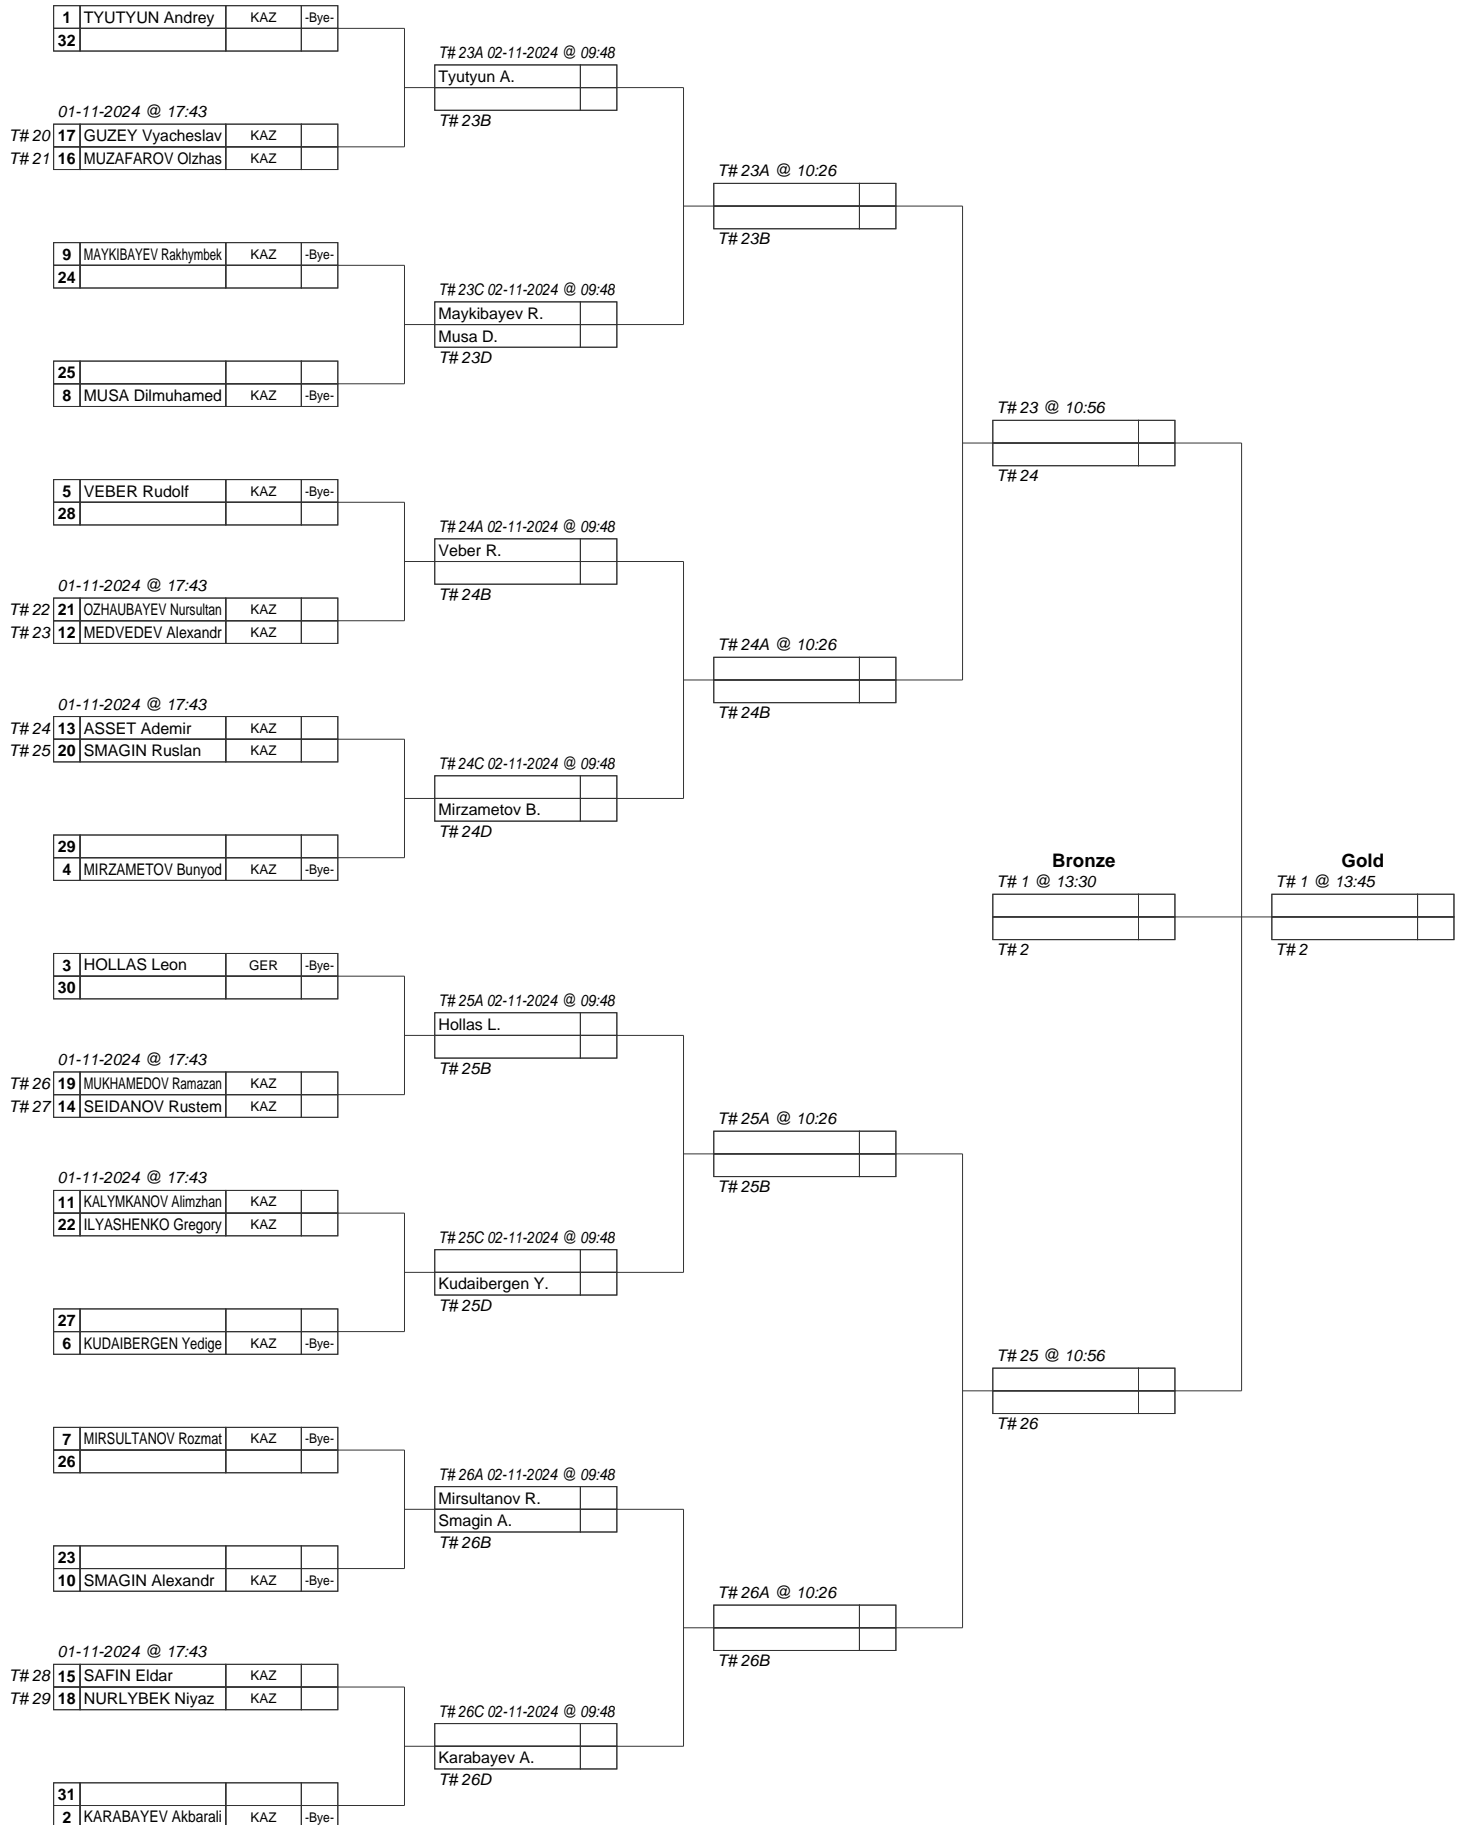 1 TYUTYUN Andrey KAZ -Bye-
32
T# 23A 02-11-2024 @ 09:48
Tyutyun A.
T# 23B
01-11-2024 @ 17:43
T# 20 17 GUZEY Vyacheslav KAZ
T# 21 16 MUZAFAROV Olzhas KAZ
T# 23A @ 10:26
T# 23B
9 MAYKIBAYEV Rakhymbek KAZ -Bye-
24
T# 23C 02-11-2024 @ 09:48
Maykibayev R.
Musa D.
T# 23D
25
8 MUSA Dilmuhamed KAZ -Bye-
T# 23 @ 10:56
T# 24
5 VEBER Rudolf KAZ -Bye-
28
T# 24A 02-11-2024 @ 09:48
Veber R.
T# 24B
01-11-2024 @ 17:43
T# 22 21 OZHAUBAYEV Nursultan KAZ
T# 23 12 MEDVEDEV Alexandr KAZ
T# 24A @ 10:26
T# 24B
01-11-2024 @ 17:43
T# 24 13 ASSET Ademir KAZ
T# 25 20 SMAGIN Ruslan KAZ
T# 24C 02-11-2024 @ 09:48
Mirzametov B.
T# 24D
29
4 MIRZAMETOV Bunyod KAZ -Bye-
Bronze
T# 1 @ 13:30
T# 2
Gold
T# 1 @ 13:45
T# 2
3 HOLLAS Leon GER -Bye-
30
T# 25A 02-11-2024 @ 09:48
Hollas L.
T# 25B
01-11-2024 @ 17:43
T# 26 19 MUKHAMEDOV Ramazan KAZ
T# 27 14 SEIDANOV Rustem KAZ
T# 25A @ 10:26
T# 25B
01-11-2024 @ 17:43
11 KALYMKANOV Alimzhan KAZ
22 ILYASHENKO Gregory KAZ
T# 25C 02-11-2024 @ 09:48
Kudaibergen Y.
T# 25D
27
6 KUDAIBERGEN Yedige KAZ -Bye-
T# 25 @ 10:56
T# 26
7 MIRSULTANOV Rozmat KAZ -Bye-
26
T# 26A 02-11-2024 @ 09:48
Mirsultanov R.
Smagin A.
T# 26B
23
10 SMAGIN Alexandr KAZ -Bye-
T# 26A @ 10:26
T# 26B
01-11-2024 @ 17:43
T# 28 15 SAFIN Eldar KAZ
T# 29 18 NURLYBEK Niyaz KAZ
T# 26C 02-11-2024 @ 09:48
Karabayev A.
T# 26D
31
2 KARABAYEV Akbarali KAZ -Bye-